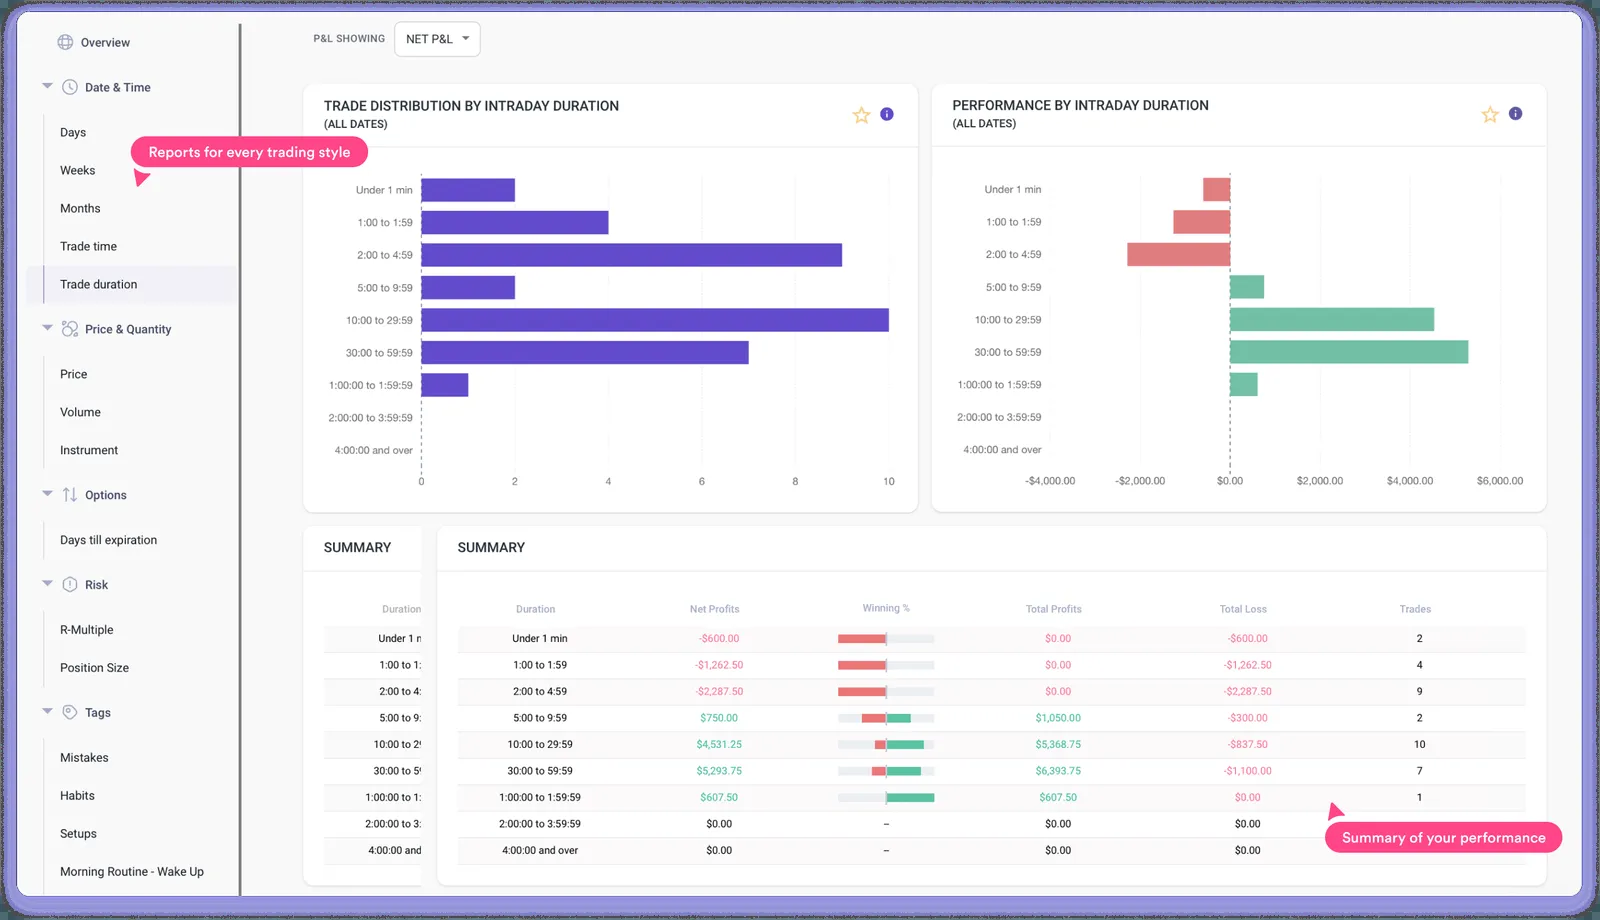 Overview
Date & Time
Days
Weeks
Months
Trade time
Trade duration
Price & Quantity
Price
Volume
Instrument
Options
Days till expiration
Risk
R-Multiple
Position Size
Tags
Mistakes
Habits
Setups
Morning Routine - Wake Up
Reports for every trading style
P&L SHOWING NET P&L
TRADE DISTRIBUTION BY INTRADAY DURATION
(ALL DATES)
Under 1 min
1:00 to 1:59
2:00 to 4:59
5:00 to 9:59
10:00 to 29:59
30:00 to 59:59
1:00:00 to 1:59:59
2:00:00 to 3:59:59
4:00:00 and over
0 2 4 6 8 10
PERFORMANCE BY INTRADAY DURATION
(ALL DATES)
Under 1 min
1:00 to 1:59
2:00 to 4:59
5:00 to 9:59
10:00 to 29:59
30:00 to 59:59
1:00:00 to 1:59:59
2:00:00 to 3:59:59
4:00:00 and over
-$4,000.00 -$2,000.00 $0.00 $2,000.00 $4,000.00 $6,000.00
SUMMARY
Duration
Under 1 m
1:00 to 1:
2:00 to 4:
5:00 to 9:
10:00 to 29
30:00 to 59
1:00:00 to 1:
2:00:00 to 3:
4:00:00 and
SUMMARY
Duration Net Profits Winning % Total Profits Total Loss Trades
Under 1 min -$600.00 $0.00 -$600.00 2
1:00 to 1:59 -$1,262.50 $0.00 -$1,262.50 4
2:00 to 4:59 -$2,287.50 $0.00 -$2,287.50 9
5:00 to 9:59 $750.00 $1,050.00 -$300.00 2
10:00 to 29:59 $4,531.25 $5,368.75 -$837.50 10
30:00 to 59:59 $5,293.75 $6,393.75 -$1,100.00 7
1:00:00 to 1:59:59 $607.50 $607.50 $0.00 1
2:00:00 to 3:59:59 $0.00 – $0.00 $0.00
4:00:00 and over $0.00 – $0.00 $0.00
Summary of your performance